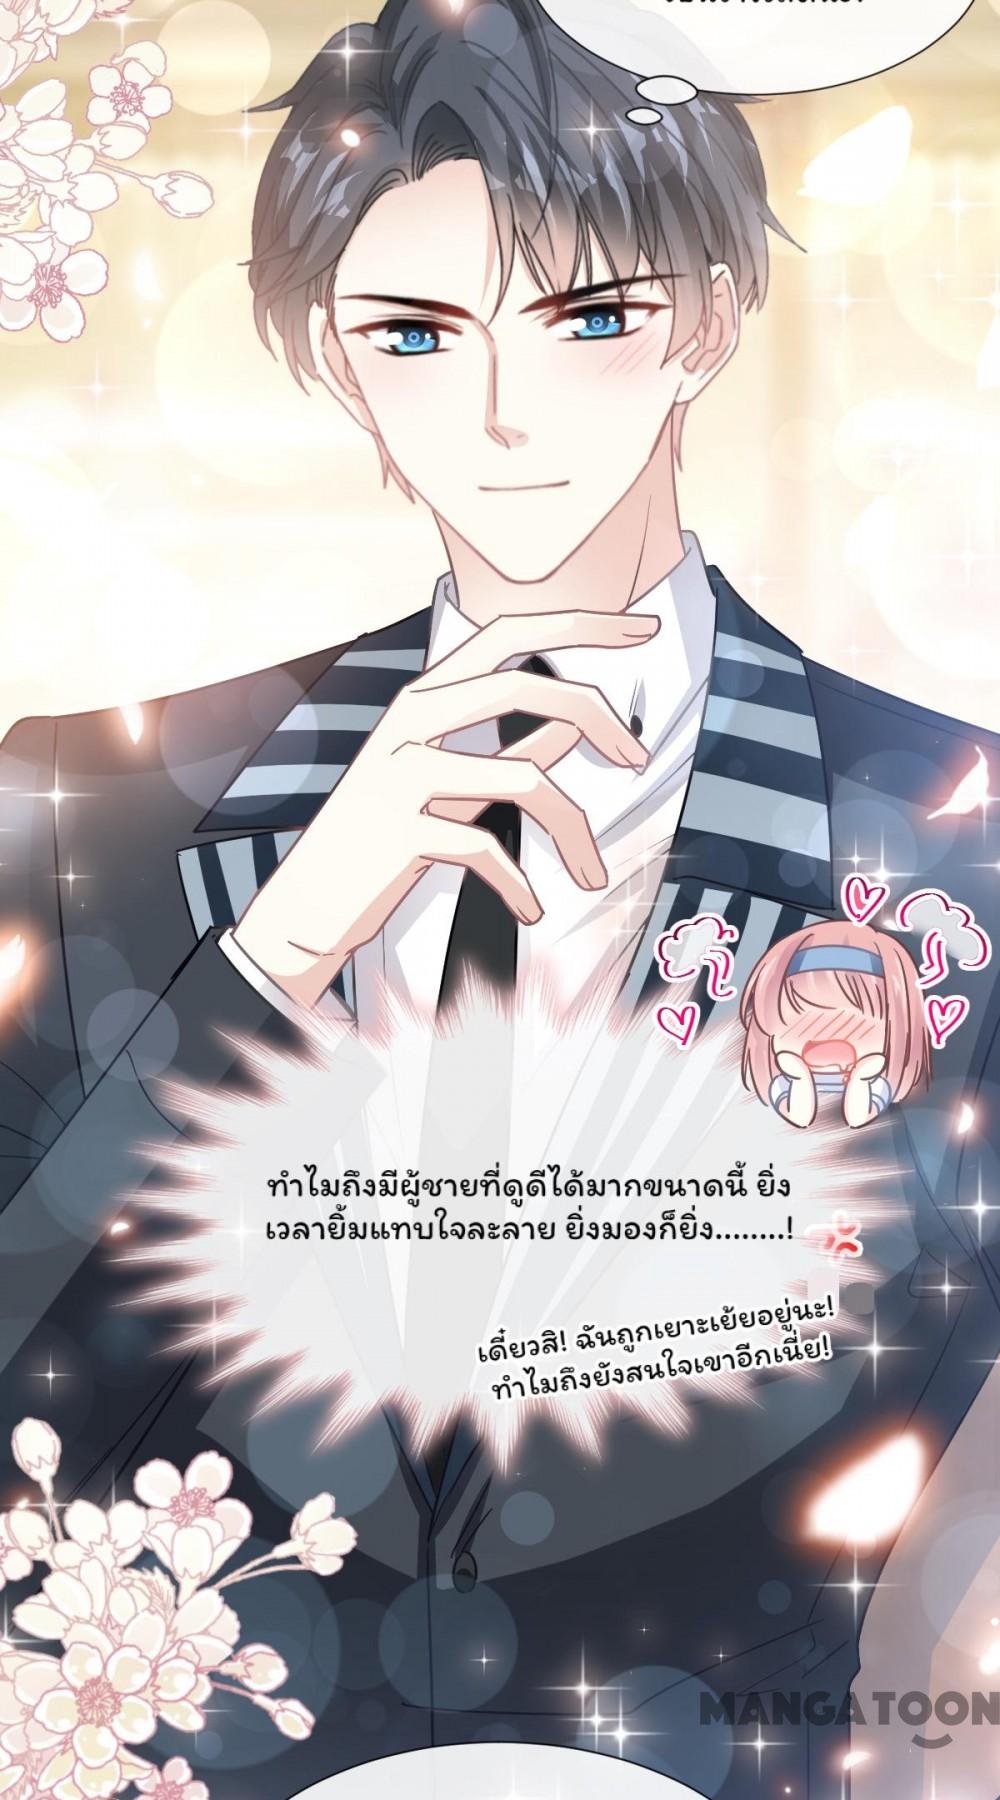 ทำไมถึงมีผู้ชายที่ดูดีได้มากขนาดนี้ ยิ่ง
เวลายิ้มแทบใจละลาย ยิ่งมองก็ยิ่ง........!
เดี๋ยวสิ! ฉันถูกเยาะเย้ยอยู่นะ!
ทำไมถึงยังสนใจเขาอีกเนี่ย!
MANGATOON